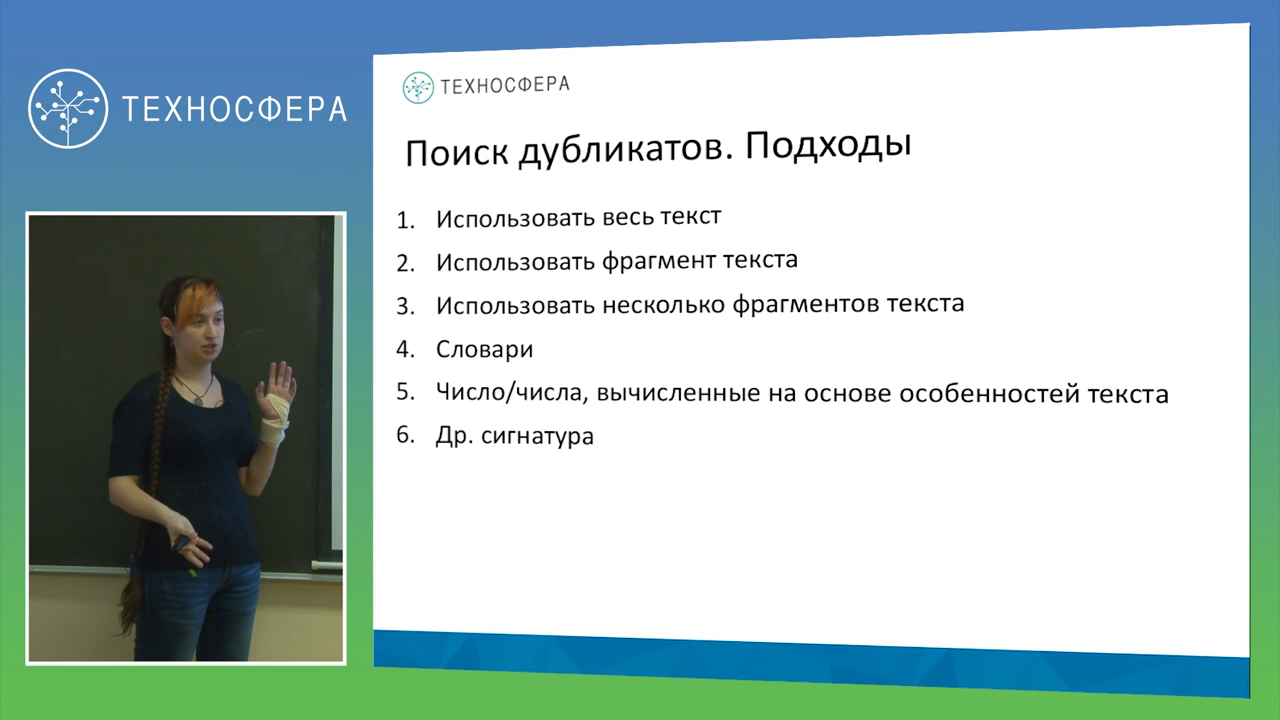 ТЕХНОСФЕРА
ТЕХНОСФЕРА
Поиск дубликатов. Подходы
1. Использовать весь текст
2. Использовать фрагмент текста
3. Использовать несколько фрагментов текста
4. Словари
5. Число/числа, вычисленные на основе особенностей текста
6. Др. сигнатура